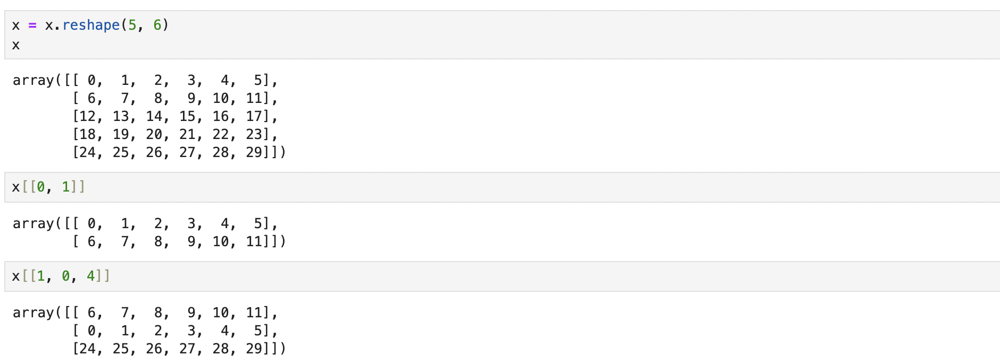 x = x.reshape(5, 6)
x
array([[ 0,  1,  2,  3,  4,  5],
       [ 6,  7,  8,  9, 10, 11],
       [12, 13, 14, 15, 16, 17],
       [18, 19, 20, 21, 22, 23],
       [24, 25, 26, 27, 28, 29]])
x[[0, 1]]
array([[ 0,  1,  2,  3,  4,  5],
       [ 6,  7,  8,  9, 10, 11]])
x[[1, 0, 4]]
array([[ 6,  7,  8,  9, 10, 11],
       [ 0,  1,  2,  3,  4,  5],
       [24, 25, 26, 27, 28, 29]])